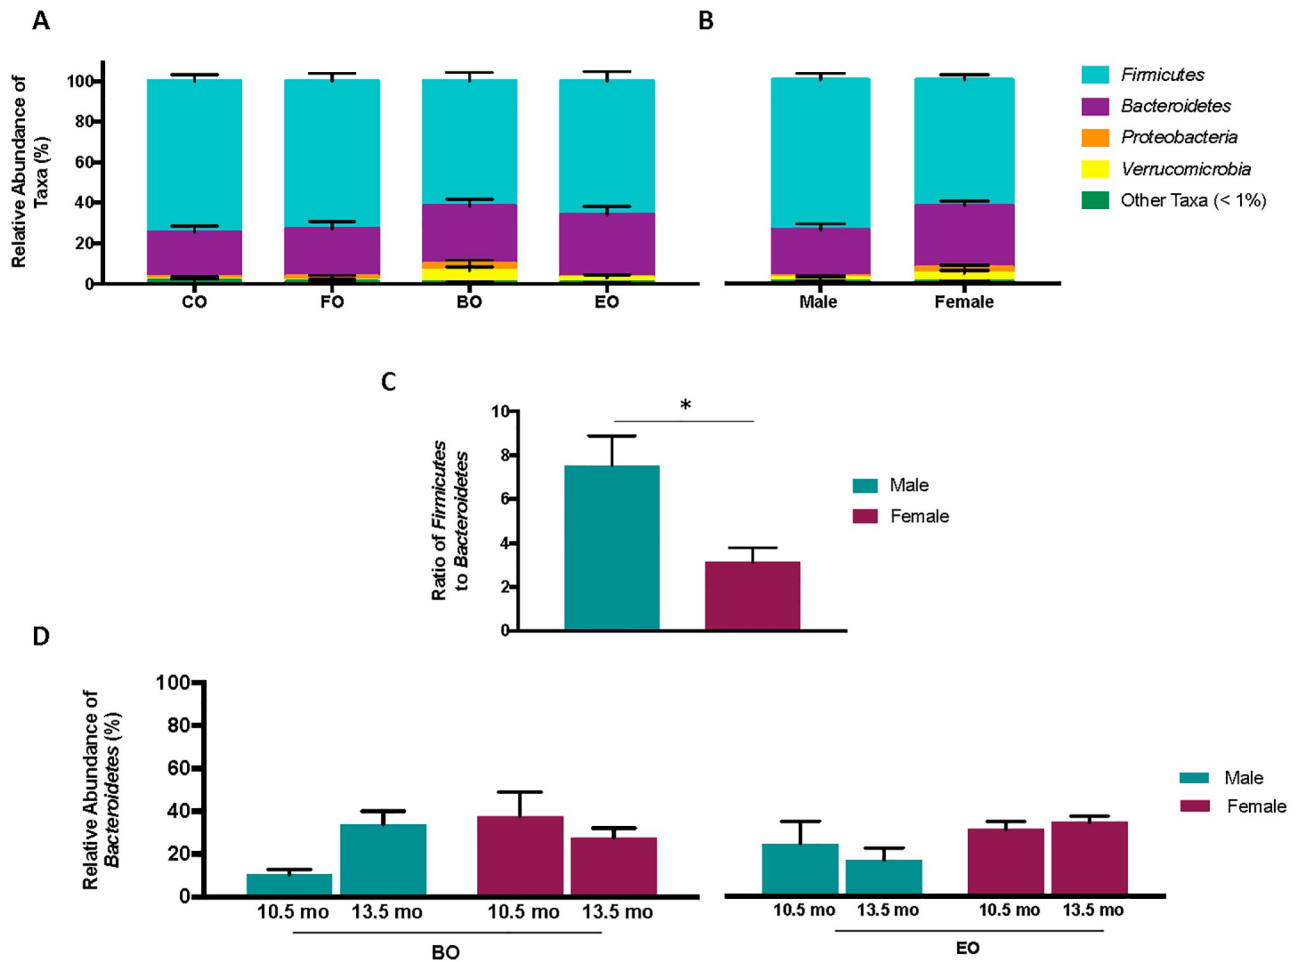 A
B
Relative Abundance of
Taxa (%)
100
80
60
40
20
0
CO
FO
BO
EO
Male
Female
Firmicutes
Bacteroidetes
Proteobacteria
Verrucomicrobia
Other Taxa (< 1%)
C
Ratio of Firmicutes
to Bacteroidetes
10
8
6
4
2
0
*
Male
Female
D
Relative Abundance of
Bacteroidetes (%)
100
80
60
40
20
0
10.5 mo
13.5 mo
10.5 mo
13.5 mo
BO
10.5 mo
13.5 mo
10.5 mo
13.5 mo
EO
Male
Female